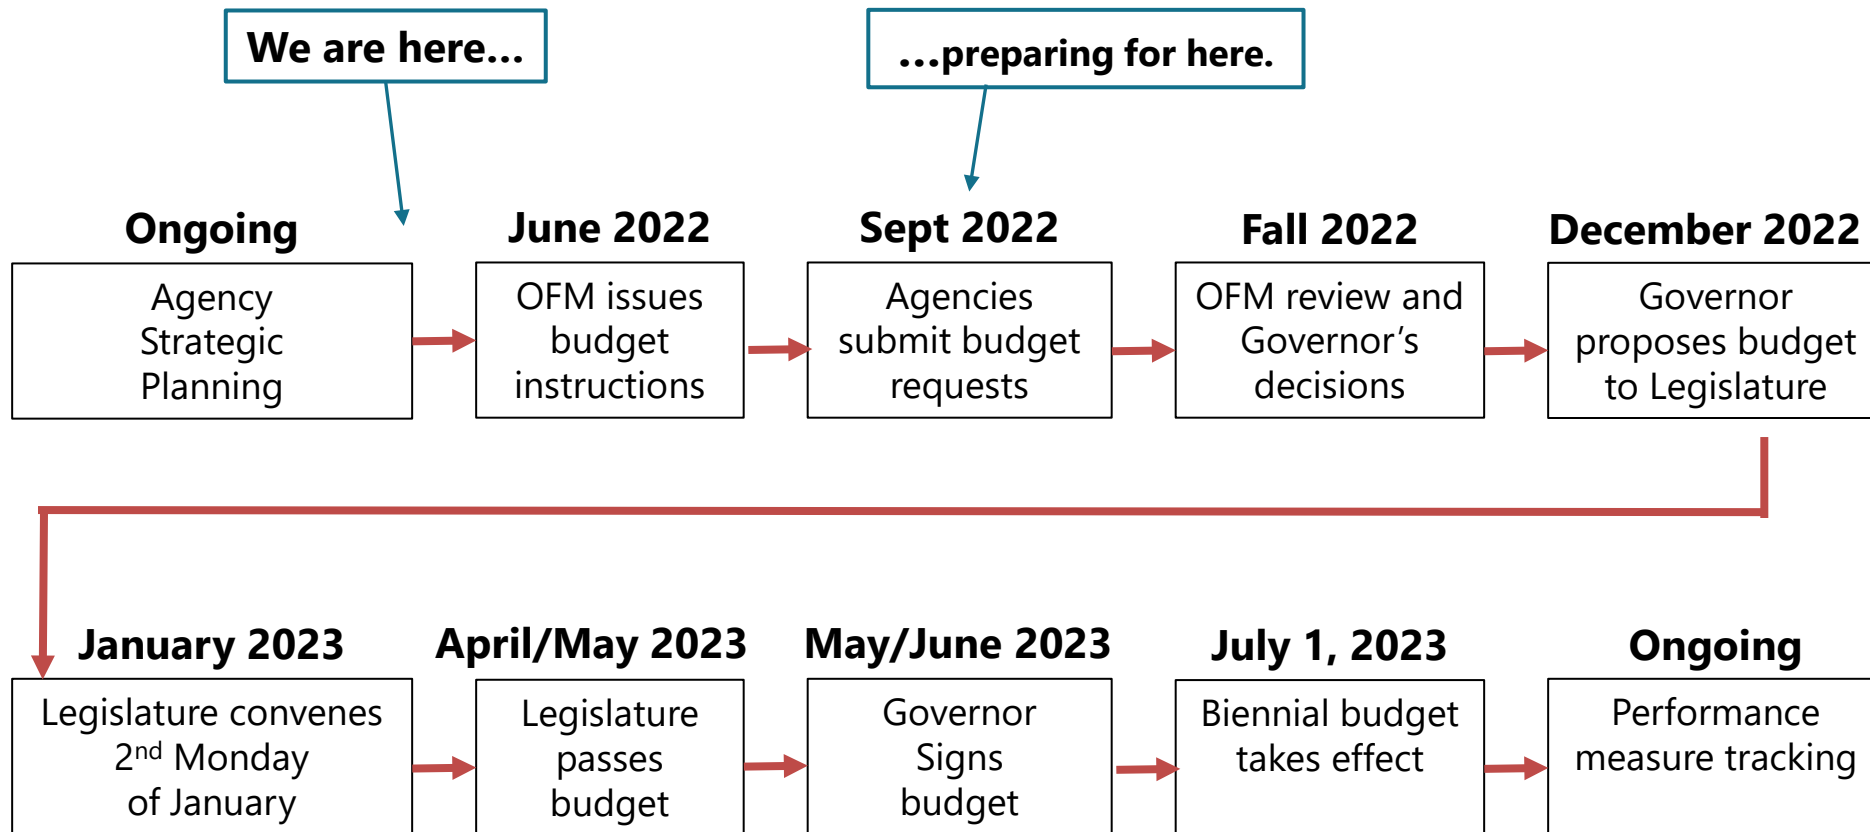 We are here...
...preparing for here.
Ongoing
Agency
Strategic
Planning
June 2022
OFM issues
budget
instructions
Sept 2022
Agencies
submit budget
requests
Fall 2022
OFM review and
Governor’s
decisions
December 2022
Governor
proposes budget
to Legislature
January 2023
Legislature convenes
2nd Monday
of January
April/May 2023
Legislature
passes
budget
May/June 2023
Governor
Signs
budget
July 1, 2023
Biennial budget
takes effect
Ongoing
Performance
measure tracking